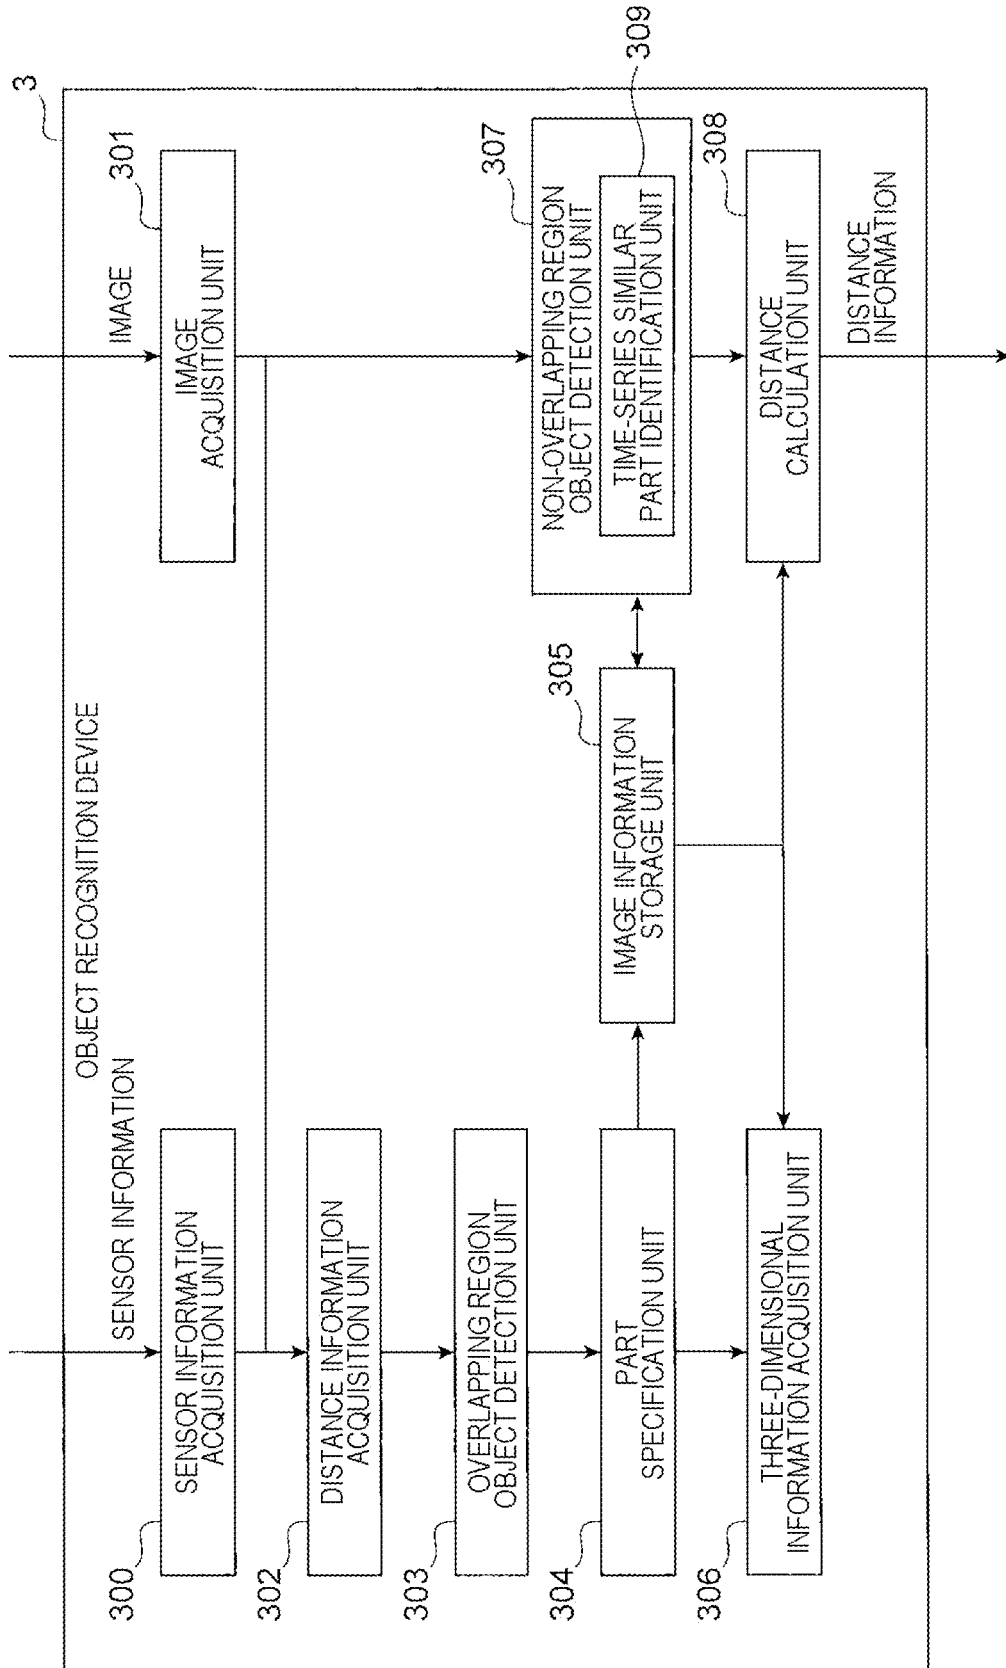 3
OBJECT RECOGNITION DEVICE
SENSOR INFORMATION
IMAGE
300
SENSOR INFORMATION
ACQUISITION UNIT
301
IMAGE
ACQUISITION UNIT
302
DISTANCE INFORMATION
ACQUISITION UNIT
303
OVERLAPPING REGION
OBJECT DETECTION UNIT
304
PART
SPECIFICATION UNIT
305
IMAGE INFORMATION
STORAGE UNIT
307
NON-OVERLAPPING REGION
OBJECT DETECTION UNIT
309
TIME-SERIES SIMILAR
PART IDENTIFICATION UNIT
306
THREE-DIMENSIONAL
INFORMATION ACQUISITION UNIT
308
DISTANCE
CALCULATION UNIT
DISTANCE
INFORMATION